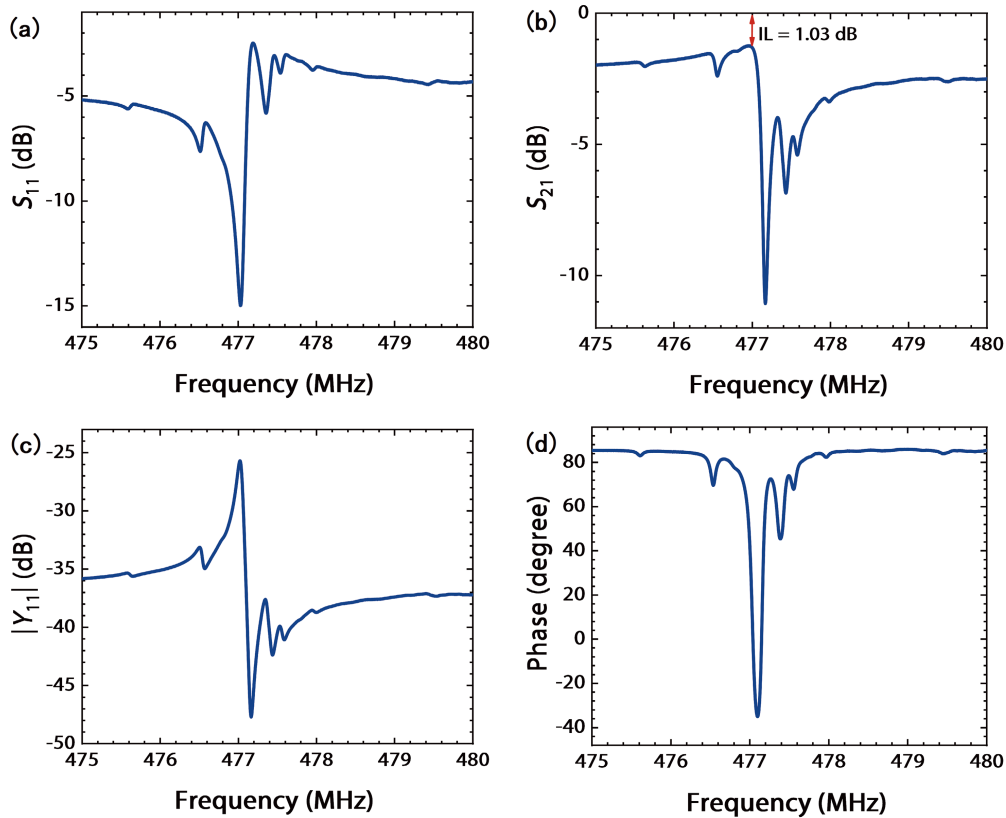 (a)
S11 (dB)
-5
-10
-15
475 476 477 478 479 480
Frequency (MHz)
(b)
S21 (dB)
0
-5
-10
IL = 1.03 dB
475 476 477 478 479 480
Frequency (MHz)
(c)
|Y11| (dB)
-25
-30
-35
-40
-45
-50
475 476 477 478 479 480
Frequency (MHz)
(d)
Phase (degree)
80
60
40
20
0
-20
-40
475 476 477 478 479 480
Frequency (MHz)